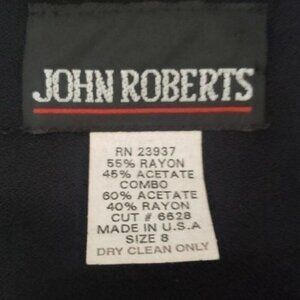 JOHN ROBERTS
RN 23937
55% RAYON
45% ACETATE
COMBO
60% ACETATE
40% RAYON
CUT # 6628
MADE IN U.S.A
SIZE 8
DRY CLEAN ONLY